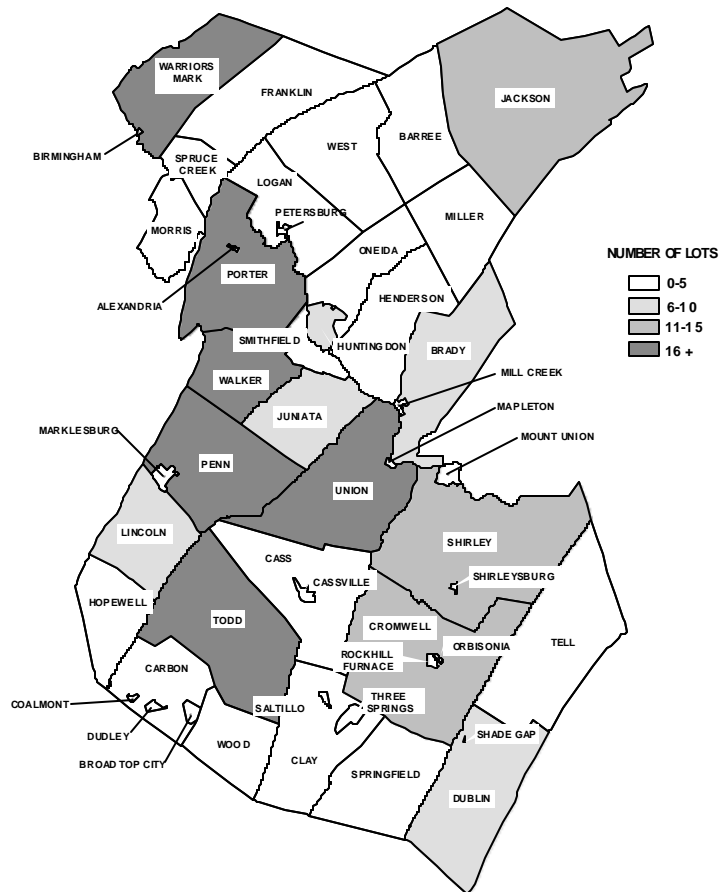 WARRIORS
MARK
FRANKLIN
JACKSON
WEST
BARREE
BIRMINGHAM
SPRUCE
CREEK
LOGAN
PETERSBURG
MILLER
MORRIS
ONEIDA
PORTER
HENDERSON
ALEXANDRIA
SMITHFIELD
HUNTINGDON
BRADY
NUMBER OF LOTS
0-5
6-10
11-15
16 +
WALKER
MILL CREEK
JUNIATA
MAPLETON
MARKLESBURG
MOUNT UNION
PENN
UNION
LINCOLN
SHIRLEY
CASS
CASSVILLE
SHIRLEYSBURG
HOPEWELL
TODD
CROMWELL
ORBISONIA
TELL
ROCKHILL
FURNACE
CARBON
COALMONT
SALTILLO
THREE
SPRINGS
DUDLEY
SHADE GAP
WOOD
BROAD TOP CITY
CLAY
SPRINGFIELD
DUBLIN